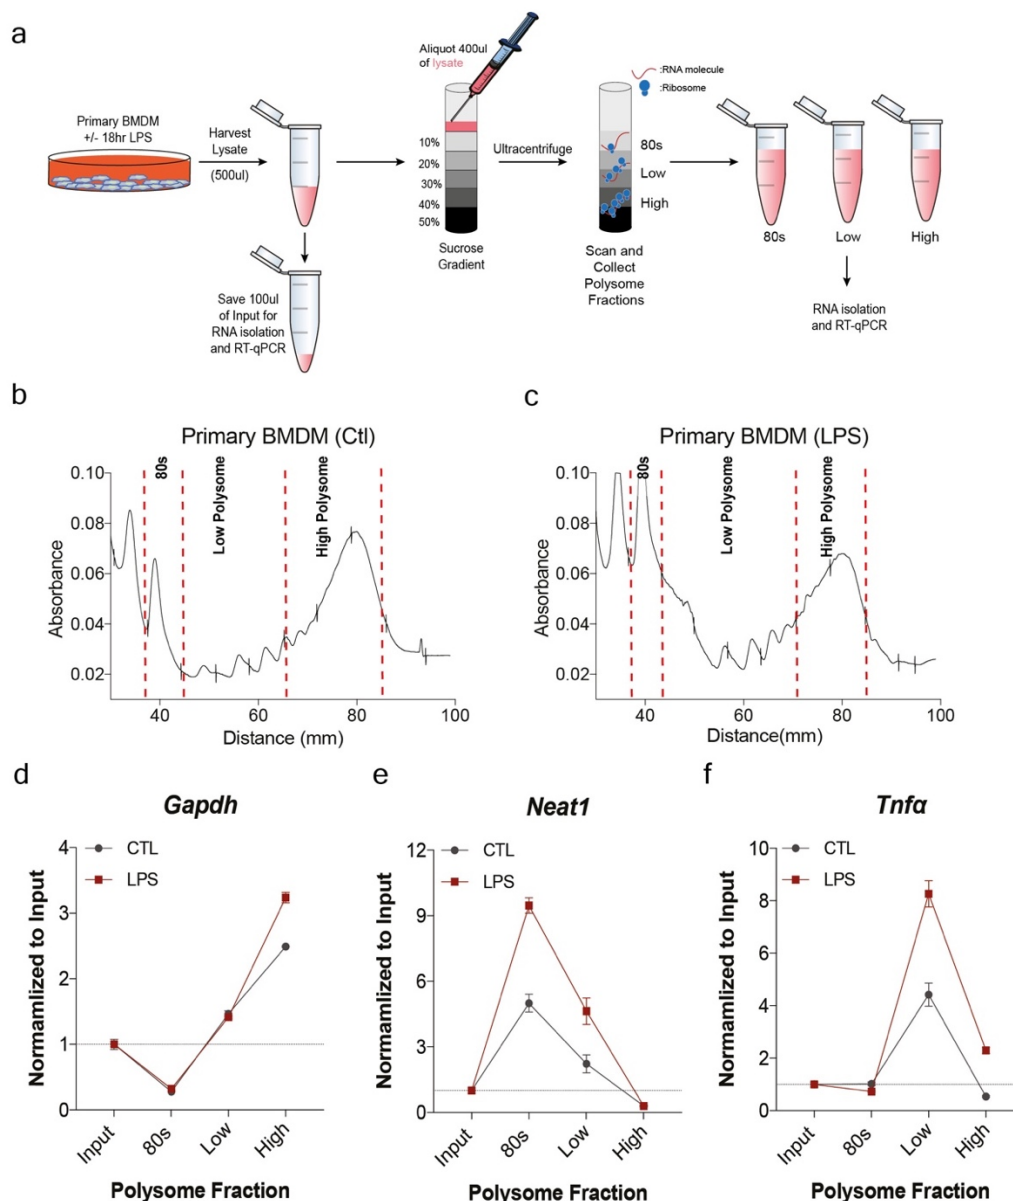 a
Primary BMDM
+/- 18hr LPS
Harvest
Lysate
(500ul)
Save 100ul
of Input for
RNA isolation
and RT-qPCR
Aliquot 400ul
of lysate
10%
20%
30%
40%
50%
Sucrose
Gradient
Ultracentrifuge
:RNA molecule
:Ribosome
80s
Low
High
Scan and
Collect
Polysome
Fractions
80s
Low
High
RNA isolation
and RT-qPCR
b
Primary BMDM (Ctl)
80s
Low Polysome
High Polysome
0.10
0.08
0.06
0.04
0.02
Absorbance
40
60
80
100
Distance (mm)
c
Primary BMDM (LPS)
80s
Low Polysome
High Polysome
0.10
0.08
0.06
0.04
0.02
Absorbance
40
60
80
100
Distance(mm)
d
Gapdh
CTL
LPS
4
3
2
1
0
Normamlized to Input
Input
80s
Low
High
Polysome Fraction
e
Neat1
CTL
LPS
12
9
6
3
0
Normamlized to Input
Input
80s
Low
High
Polysome Fraction
f
Tnfα
CTL
LPS
10
8
6
4
2
0
Normamlized to Input
Input
80s
Low
High
Polysome Fraction